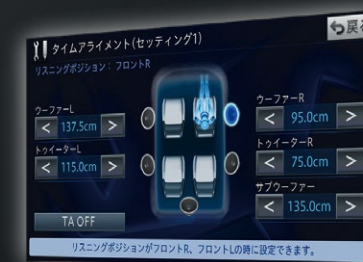 戻
タイムアライメント(セッティング1)
リスニングポジション: フロントR
ウーファーL
< 137.5cm >
トゥイーターL
< 115.0cm >
TA OFF
ウーファーR
< 95.0cm >
トゥイーターR
< 75.0cm >
サブウーファー
< 135.0cm >
リスニングポジションがフロントR、フロントLの時に設定できます。